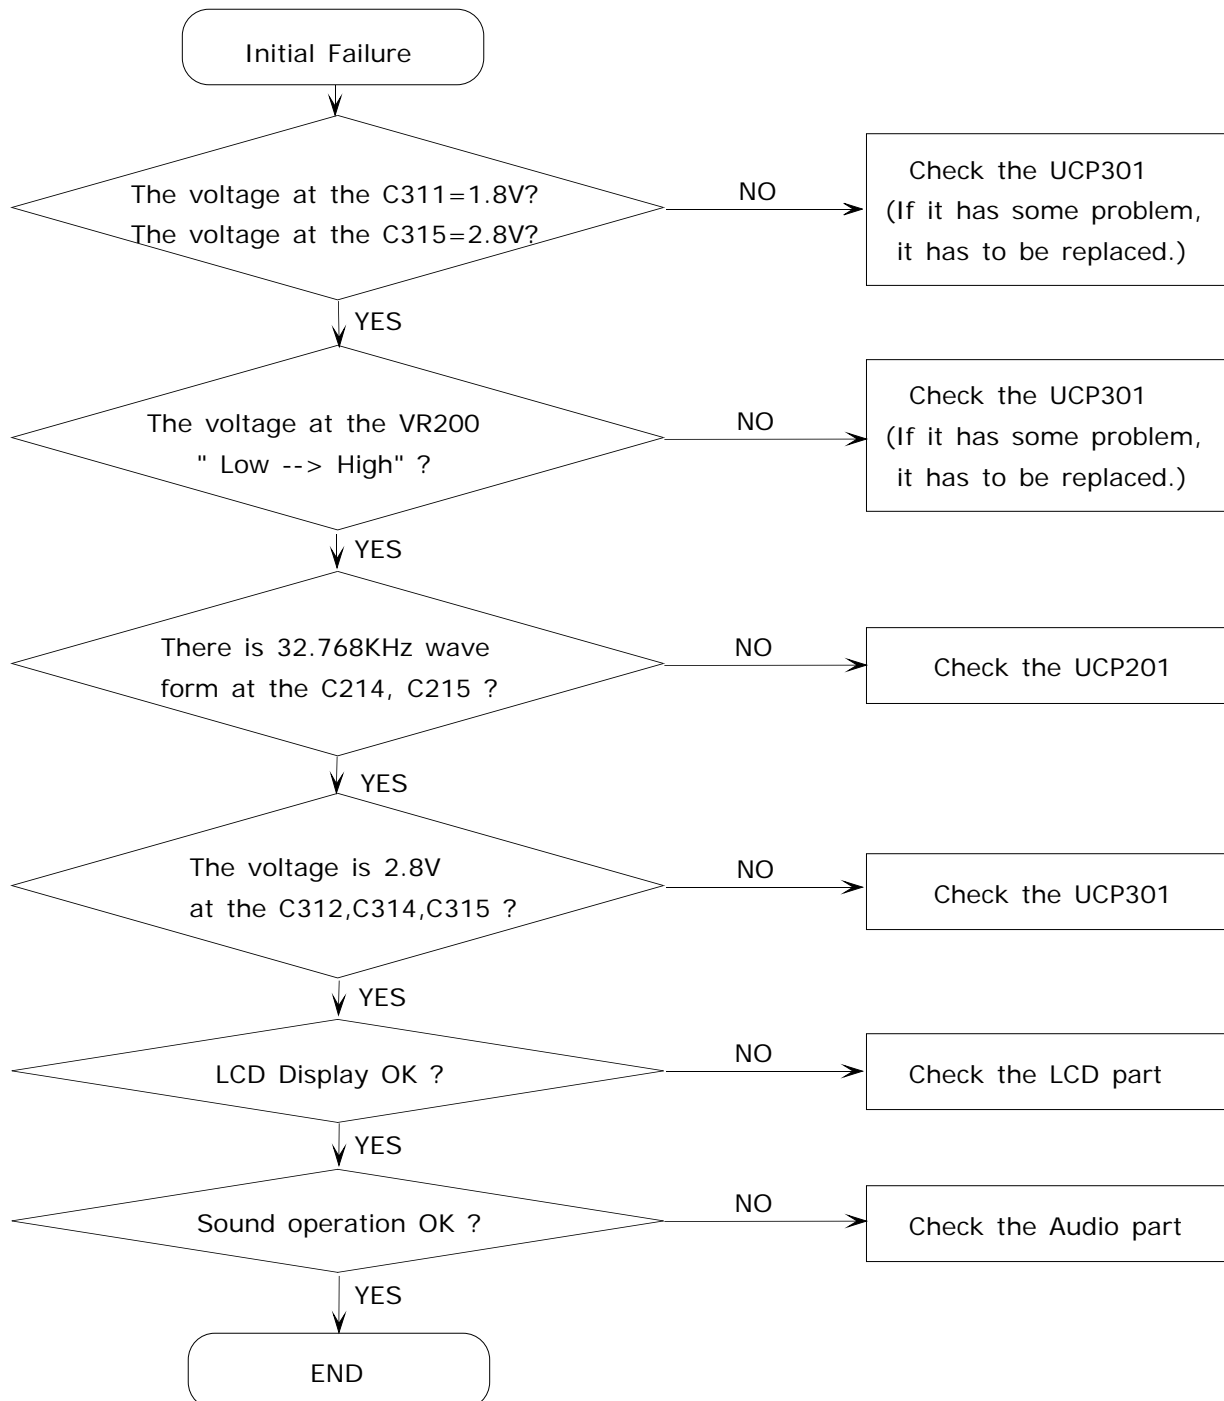 Initial Failure
The voltage at the C311=1.8V?
The voltage at the C315=2.8V?
NO
Check the UCP301
(If it has some problem,
it has to be replaced.)
YES
The voltage at the VR200
" Low --> High" ?
NO
Check the UCP301
(If it has some problem,
it has to be replaced.)
YES
There is 32.768KHz wave
form at the C214, C215 ?
NO
Check the UCP201
YES
The voltage is 2.8V
at the C312,C314,C315 ?
NO
Check the UCP301
YES
LCD Display OK ?
NO
Check the LCD part
YES
Sound operation OK ?
NO
Check the Audio part
YES
END